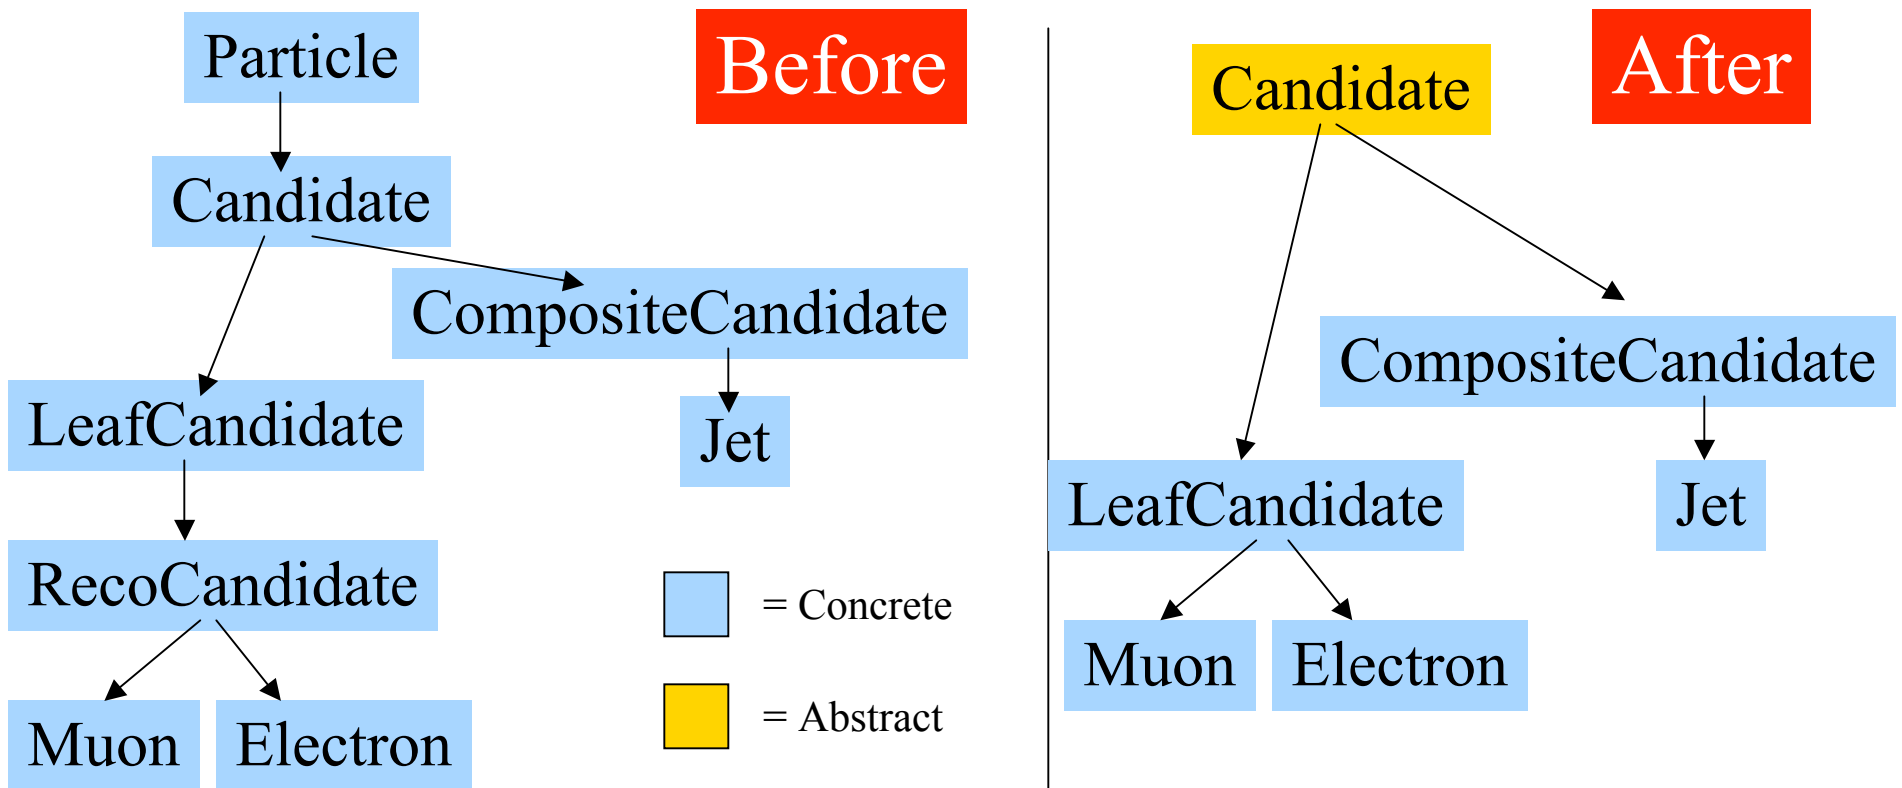 Before
Particle
Candidate
CompositeCandidate
LeafCandidate
Jet
RecoCandidate
Muon
Electron
= Concrete
= Abstract
After
Candidate
CompositeCandidate
LeafCandidate
Jet
Muon
Electron